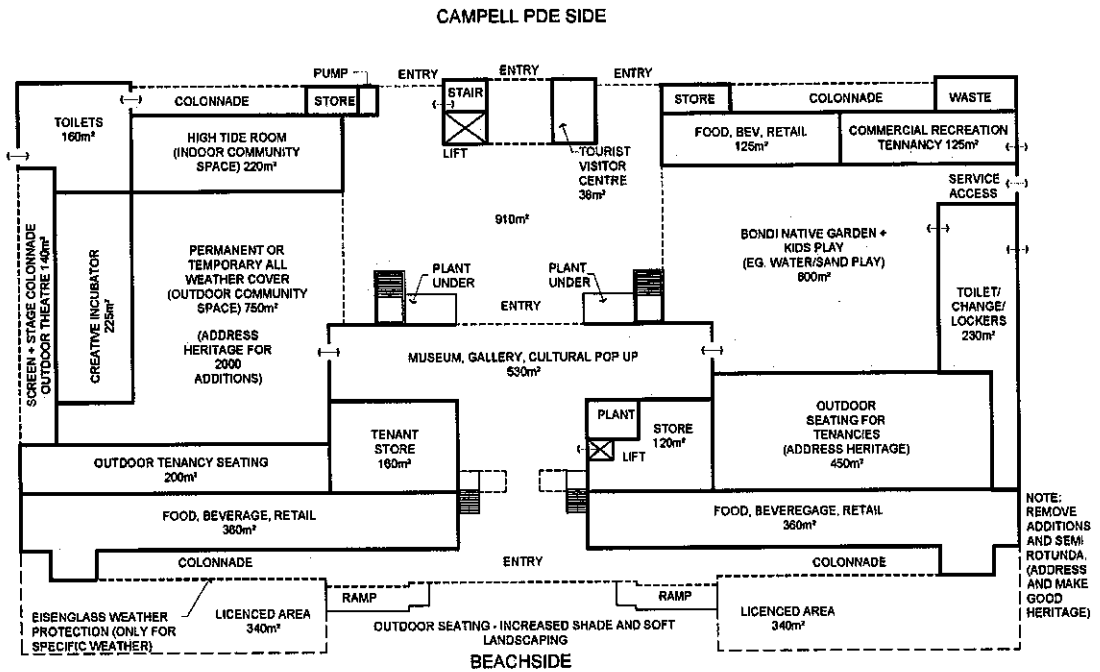 CAMPELL PDE SIDE
PUMP
ENTRY
ENTRY
ENTRY
STAIR
TOILETS
160m²
COLONNADE
STORE
STORE
COLONNADE
WASTE
HIGH TIDE ROOM
(INDOOR COMMUNITY
SPACE) 220m²
LIFT
TOURIST
VISITOR
CENTRE
38m²
FOOD, BEV, RETAIL
125m²
COMMERCIAL RECREATION
TENNANCY 125m²
SERVICE
ACCESS
910m²
SCREEN + STAGE COLONNADE
OUTDOOR THEATRE 140m²
CREATIVE INCUBATOR
225m²
PERMANENT OR
TEMPORARY ALL
WEATHER COVER
(OUTDOOR COMMUNITY
SPACE) 750m²
(ADDRESS
HERITAGE FOR
2000
ADDITIONS)
PLANT
UNDER
PLANT
UNDER
ENTRY
BONDI NATIVE GARDEN +
KIDS PLAY
(EG. WATER/SAND PLAY)
600m²
TOILET/
CHANGE/
LOCKERS
230m²
MUSEUM, GALLERY, CULTURAL POP UP
530m²
TENANT
STORE
160m²
PLANT
STORE
120m²
LIFT
OUTDOOR
SEATING FOR
TENANCIES
(ADDRESS HERITAGE)
450m²
OUTDOOR TENANCY SEATING
200m²
FOOD, BEVERAGE, RETAIL
360m²
FOOD, BEVEREGAGE, RETAIL
360m²
NOTE:
REMOVE
ADDITIONS
AND SEMI
ROTUNDA.
(ADDRESS
AND MAKE
GOOD
HERITAGE)
COLONNADE
ENTRY
COLONNADE
RAMP
RAMP
EISENGLASS WEATHER
PROTECTION (ONLY FOR
SPECIFIC WEATHER)
LICENCED AREA
340m²
LICENCED AREA
340m²
OUTDOOR SEATING - INCREASED SHADE AND SOFT
LANDSCAPING
BEACHSIDE